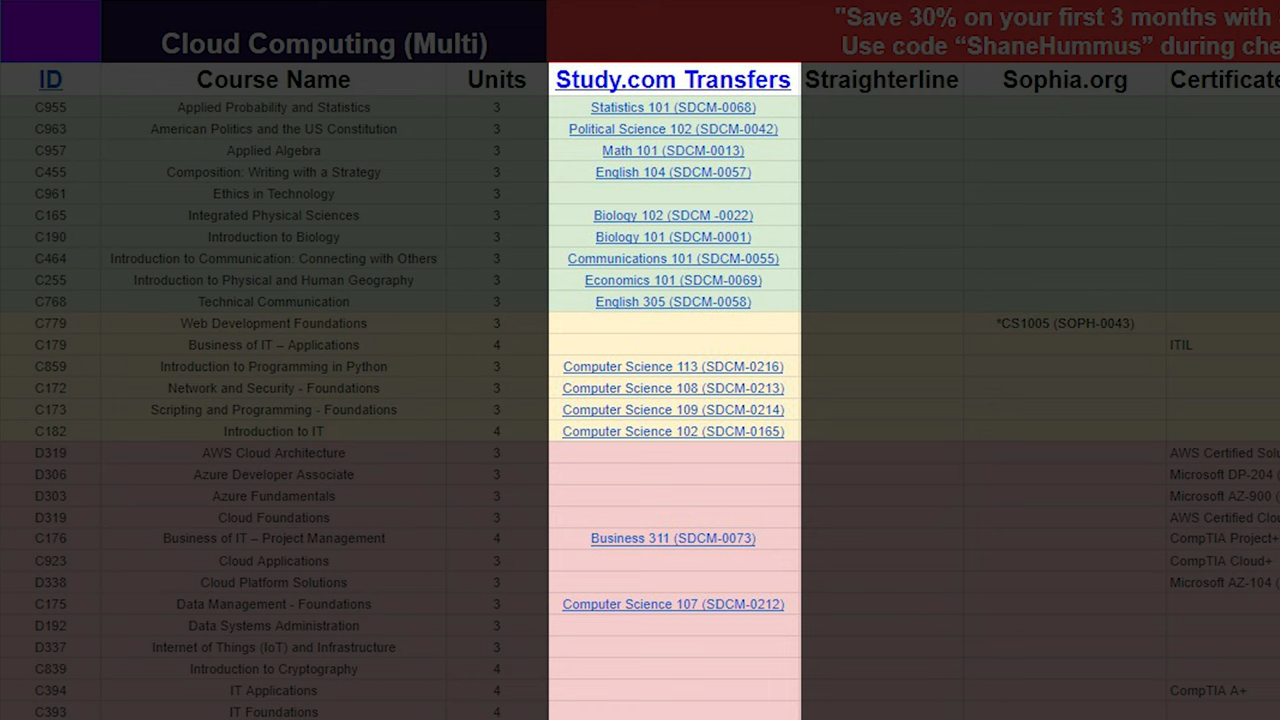 "Save 30% on your first 3 months with
Cloud Computing (Multi) Use code “ShaneHummus” during che
ID Course Name Units Study.com Transfers Straighterline Sophia.org Certificate
C955 Applied Probability and Statistics 3 Statistics 101 (SDCM-0068)
C963 American Politics and the US Constitution 3 Political Science 102 (SDCM-0042)
C957 Applied Algebra 3 Math 101 (SDCM-0013)
C455 Composition: Writing with a Strategy 3 English 104 (SDCM-0057)
C961 Ethics in Technology 3
C165 Integrated Physical Sciences 3 Biology 102 (SDCM -0022)
C190 Introduction to Biology 3 Biology 101 (SDCM-0001)
C464 Introduction to Communication: Connecting with Others 3 Communications 101 (SDCM-0055)
C255 Introduction to Physical and Human Geography 3 Economics 101 (SDCM-0069)
C768 Technical Communication 3 English 305 (SDCM-0058)
C779 Web Development Foundations 3 *CS1005 (SOPH-0043)
C179 Business of IT – Applications 4 ITIL
C859 Introduction to Programming in Python 3 Computer Science 113 (SDCM-0216)
C172 Network and Security - Foundations 3 Computer Science 108 (SDCM-0213)
C173 Scripting and Programming - Foundations 3 Computer Science 109 (SDCM-0214)
C182 Introduction to IT 4 Computer Science 102 (SDCM-0165)
D319 AWS Cloud Architecture 3 AWS Certified Solu
D306 Azure Developer Associate 3 Microsoft DP-204 (
D303 Azure Fundamentals 3 Microsoft AZ-900 (
D319 Cloud Foundations 3 AWS Certified Clou
C176 Business of IT – Project Management 4 Business 311 (SDCM-0073) CompTIA Project+
C923 Cloud Applications 3 CompTIA Cloud+
D338 Cloud Platform Solutions 3 Microsoft AZ-104 (
C175 Data Management - Foundations 3 Computer Science 107 (SDCM-0212)
D192 Data Systems Administration 3
D337 Internet of Things (IoT) and Infrastructure 3
C839 Introduction to Cryptography 4
C394 IT Applications 4 CompTIA A+
C393 IT Foundations 4